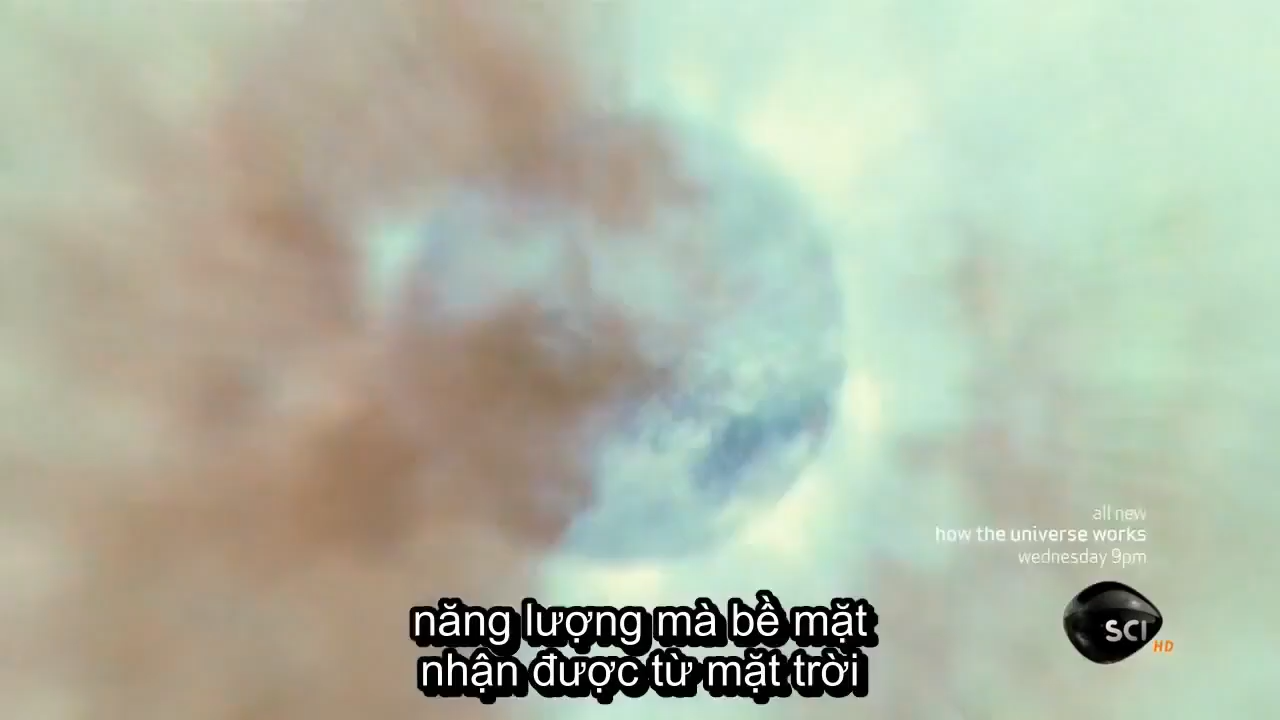 all new
how the universe works
wednesday 9pm
SCI HD
năng lượng mà bề mặt
nhận được từ mặt trời